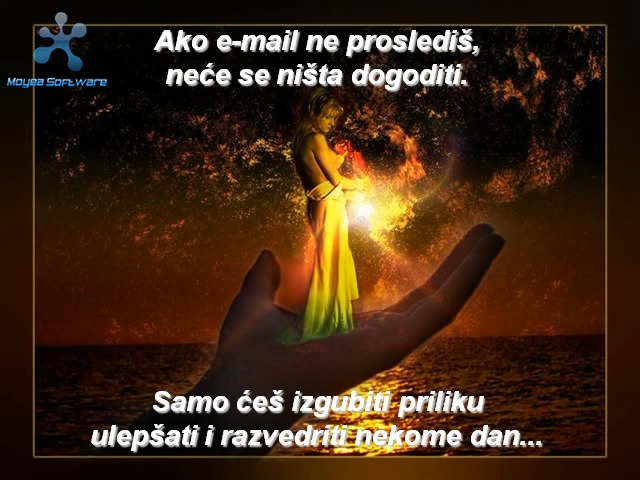 Ako e-mail ne proslediš,
neće se ništa dogoditi.
Moyea Software
Samo ćeš izgubiti priliku
ulepšati i razvedriti nekome dan...